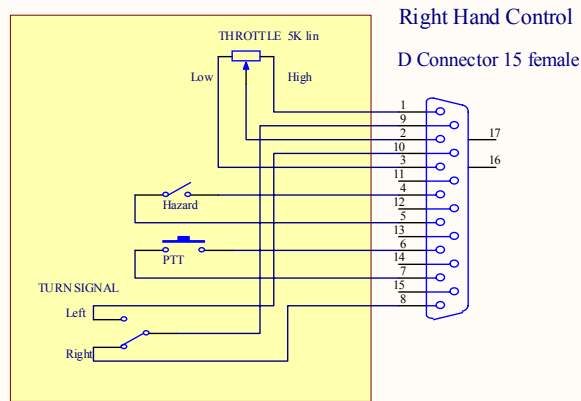 Right Hand Control
D Connector 15 female
THROTTLE 5K lin
Low
High
1
9
2
17
10
3
16
11
4
Hazard
12
5
13
6
PTT
14
7
TURN SIGNAL
15
8
Left
Right